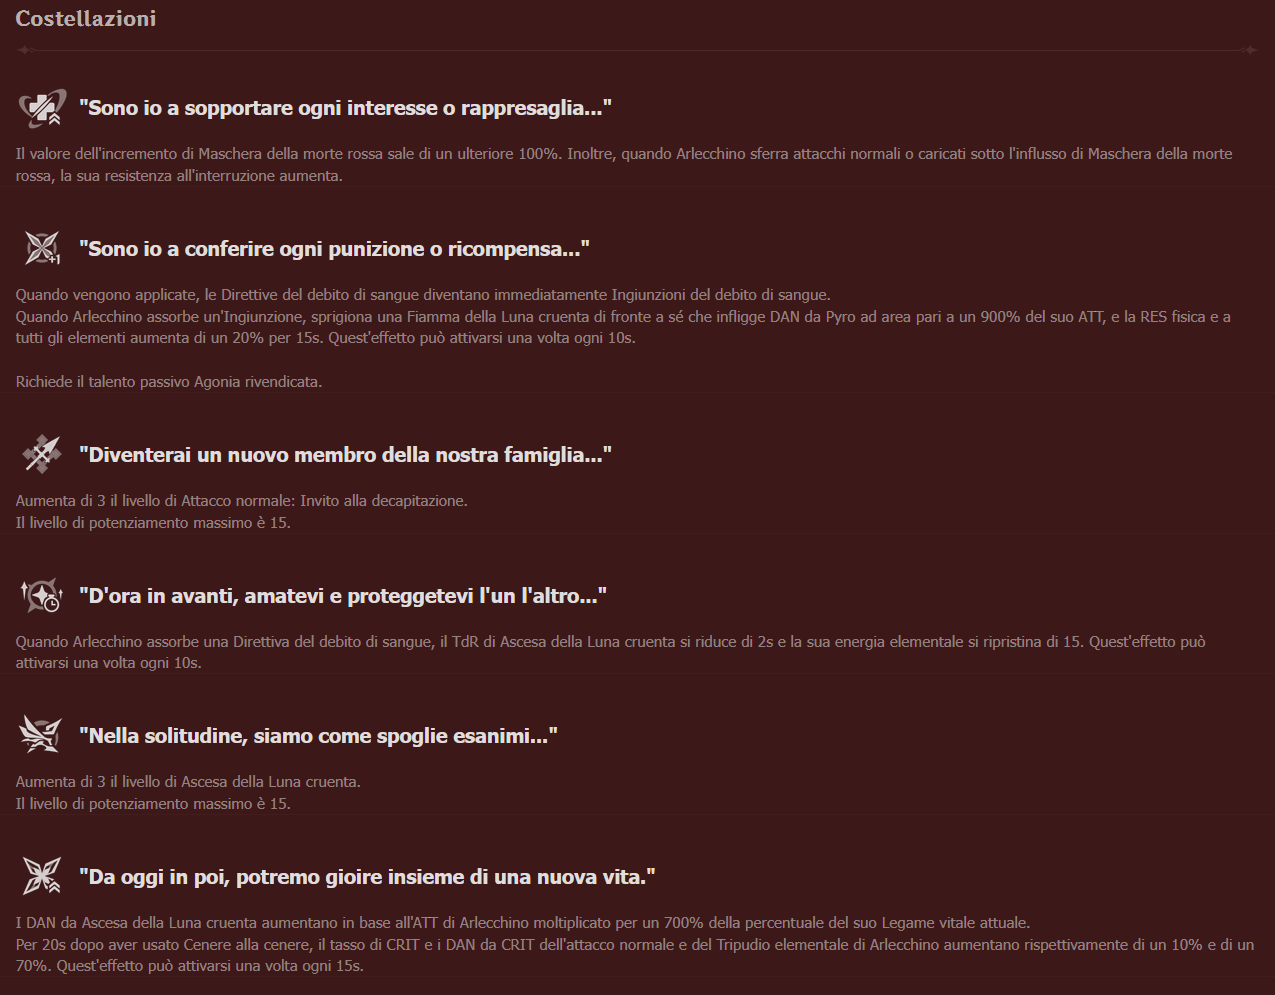 Costellazioni
"Sono io a sopportare ogni interesse o rappresaglia..."
Il valore dell'incremento di Maschera della morte rossa sale di un ulteriore 100%. Inoltre, quando Arlecchino sferra attacchi normali o caricati sotto l'influsso di Maschera della morte
rossa, la sua resistenza all'interruzione aumenta.
+1
"Sono io a conferire ogni punizione o ricompensa..."
Quando vengono applicate, le Direttive del debito di sangue diventano immediatamente Ingiunzioni del debito di sangue.
Quando Arlecchino assorbe un'Ingiunzione, sprigiona una Fiamma della Luna cruenta di fronte a sé che infligge DAN da Pyro ad area pari a un 900% del suo ATT, e la RES fisica e a
tutti gli elementi aumenta di un 20% per 15s. Quest'effetto può attivarsi una volta ogni 10s.
Richiede il talento passivo Agonia rivendicata.
"Diventerai un nuovo membro della nostra famiglia..."
Aumenta di 3 il livello di Attacco normale: Invito alla decapitazione.
Il livello di potenziamento massimo è 15.
"D'ora in avanti, amatevi e proteggetevi l'un l'altro..."
Quando Arlecchino assorbe una Direttiva del debito di sangue, il TdR di Ascesa della Luna cruenta si riduce di 2s e la sua energia elementale si ripristina di 15. Quest'effetto può
attivarsi una volta ogni 10s.
"Nella solitudine, siamo come spoglie esanimi..."
Aumenta di 3 il livello di Ascesa della Luna cruenta.
Il livello di potenziamento massimo è 15.
"Da oggi in poi, potremo gioire insieme di una nuova vita."
I DAN da Ascesa della Luna cruenta aumentano in base all'ATT di Arlecchino moltiplicato per un 700% della percentuale del suo Legame vitale attuale.
Per 20s dopo aver usato Cenere alla cenere, il tasso di CRIT e i DAN da CRIT dell'attacco normale e del Tripudio elementale di Arlecchino aumentano rispettivamente di un 10% e di un
70%. Quest'effetto può attivarsi una volta ogni 15s.